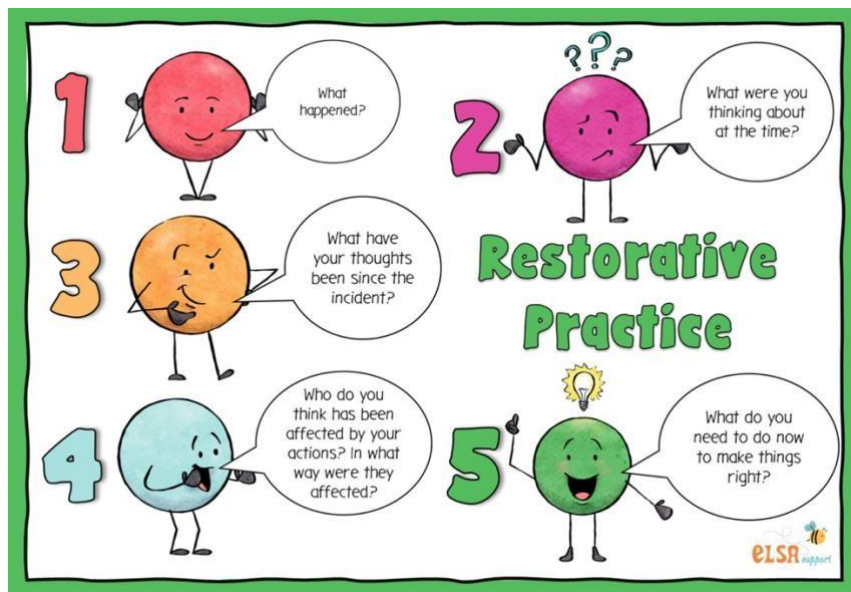 1
What
happened?
???
2
What were you
thinking about
at the time?
3
What have
your thoughts
been since the
incident?
Restorative
Practice
4
Who do you
think has been
affected by your
actions? In what
way were they
affected?
5
What do you
need to do now
to make things
right?
eLSA support